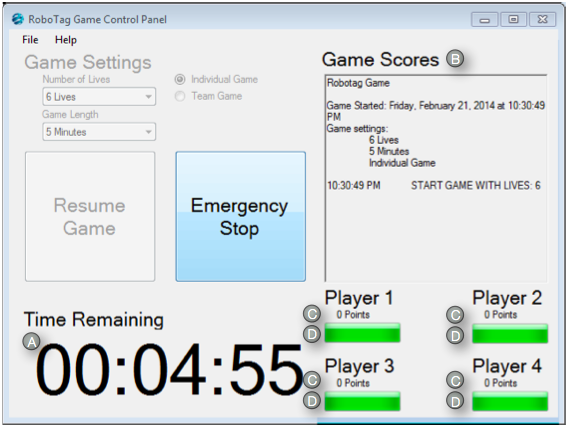 RoboTag Game Control Panel
File Help
Game Settings
Number of Lives
6 Lives
Game Length
5 Minutes
Individual Game
Team Game
Resume
Game
Emergency
Stop
Time Remaining
A
00:04:55
Game Scores B
Robotag Game
Game Started: Friday, February 21, 2014 at 10:30:49
PM
Game settings:
6 Lives
5 Minutes
Individual Game
10:30:49 PM START GAME WITH LIVES: 6
Player 1
C 0 Points
D
Player 2
C 0 Points
D
Player 3
C 0 Points
D
Player 4
C 0 Points
D